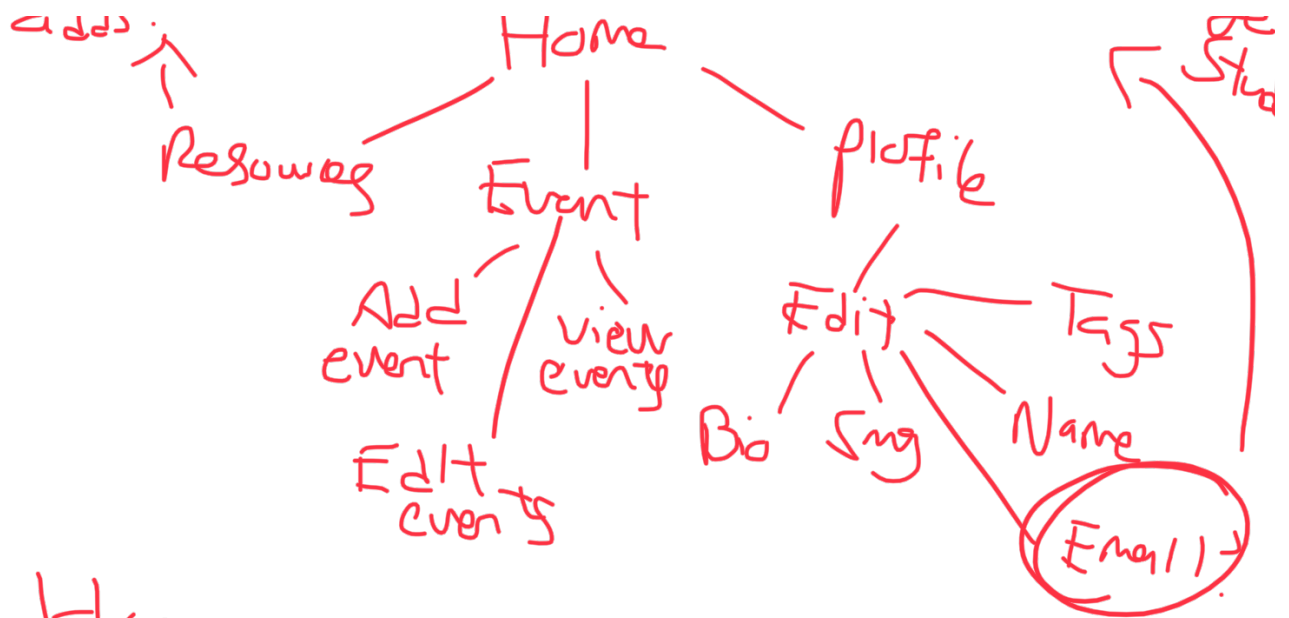 Home
Resources
Event
Profile
Add
event
view
events
Edit
events
Edit
Tags
Bio
Img
Name
Email